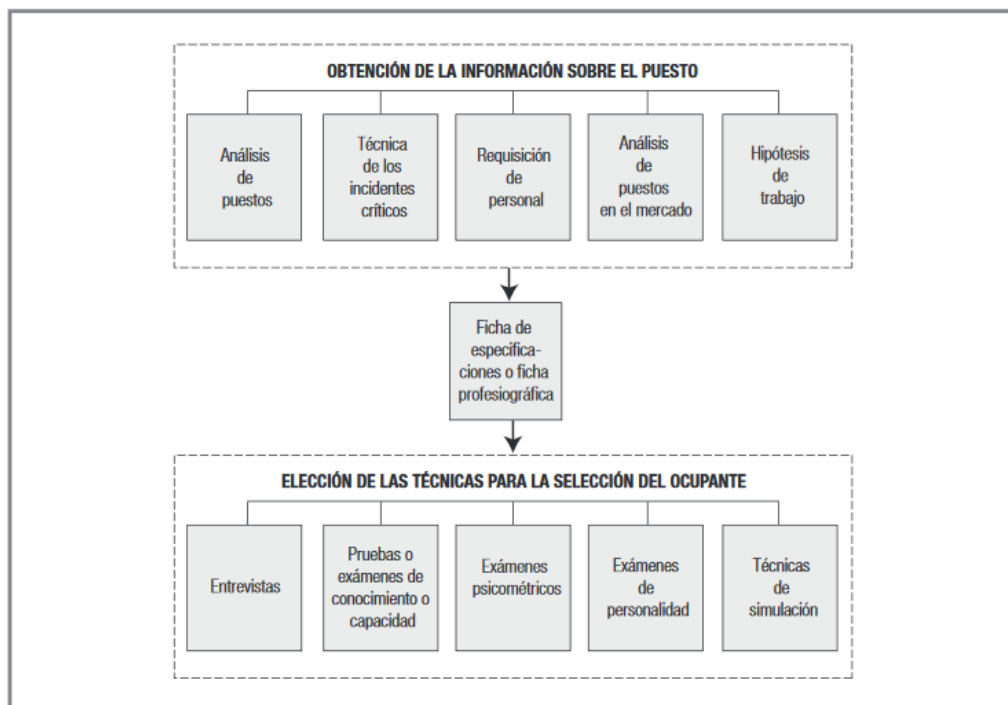 OBTENCIÓN DE LA INFORMACIÓN SOBRE EL PUESTO
Análisis
de
puestos
Técnica
de los
incidentes
críticos
Requisición
de
personal
Análisis
de
puestos
en el mercado
Hipótesis
de
trabajo
Ficha de
especifica-
ciones o ficha
profesiográfica
ELECCIÓN DE LAS TÉCNICAS PARA LA SELECCIÓN DEL OCUPANTE
Entrevistas
Pruebas o
exámenes de
conocimiento o
capacidad
Exámenes
psicométricos
Exámenes
de
personalidad
Técnicas
de
simulación